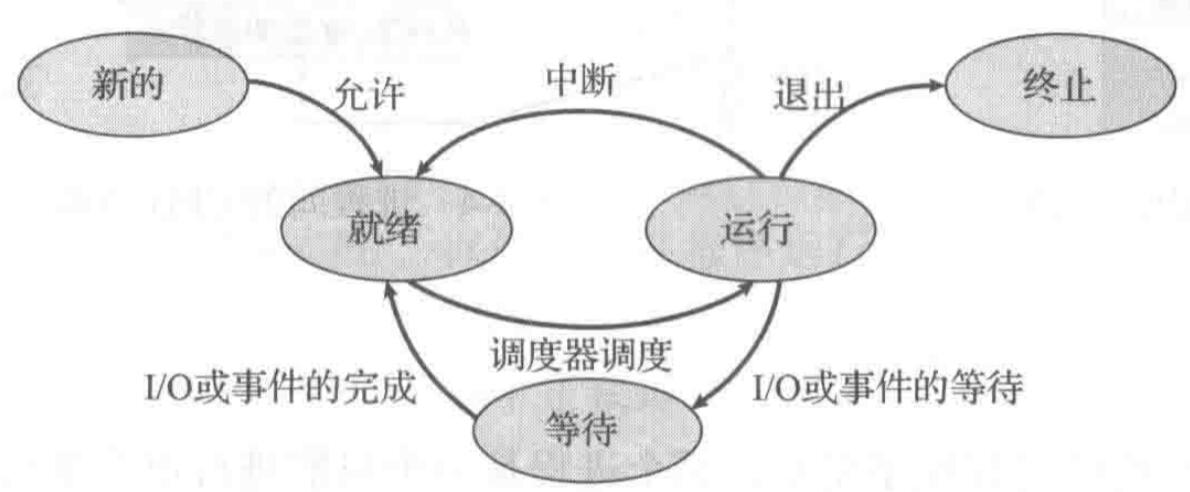 新的
允许
中断
退出
终止
就绪
运行
调度器调度
I/O或事件的完成
I/O或事件的等待
等待